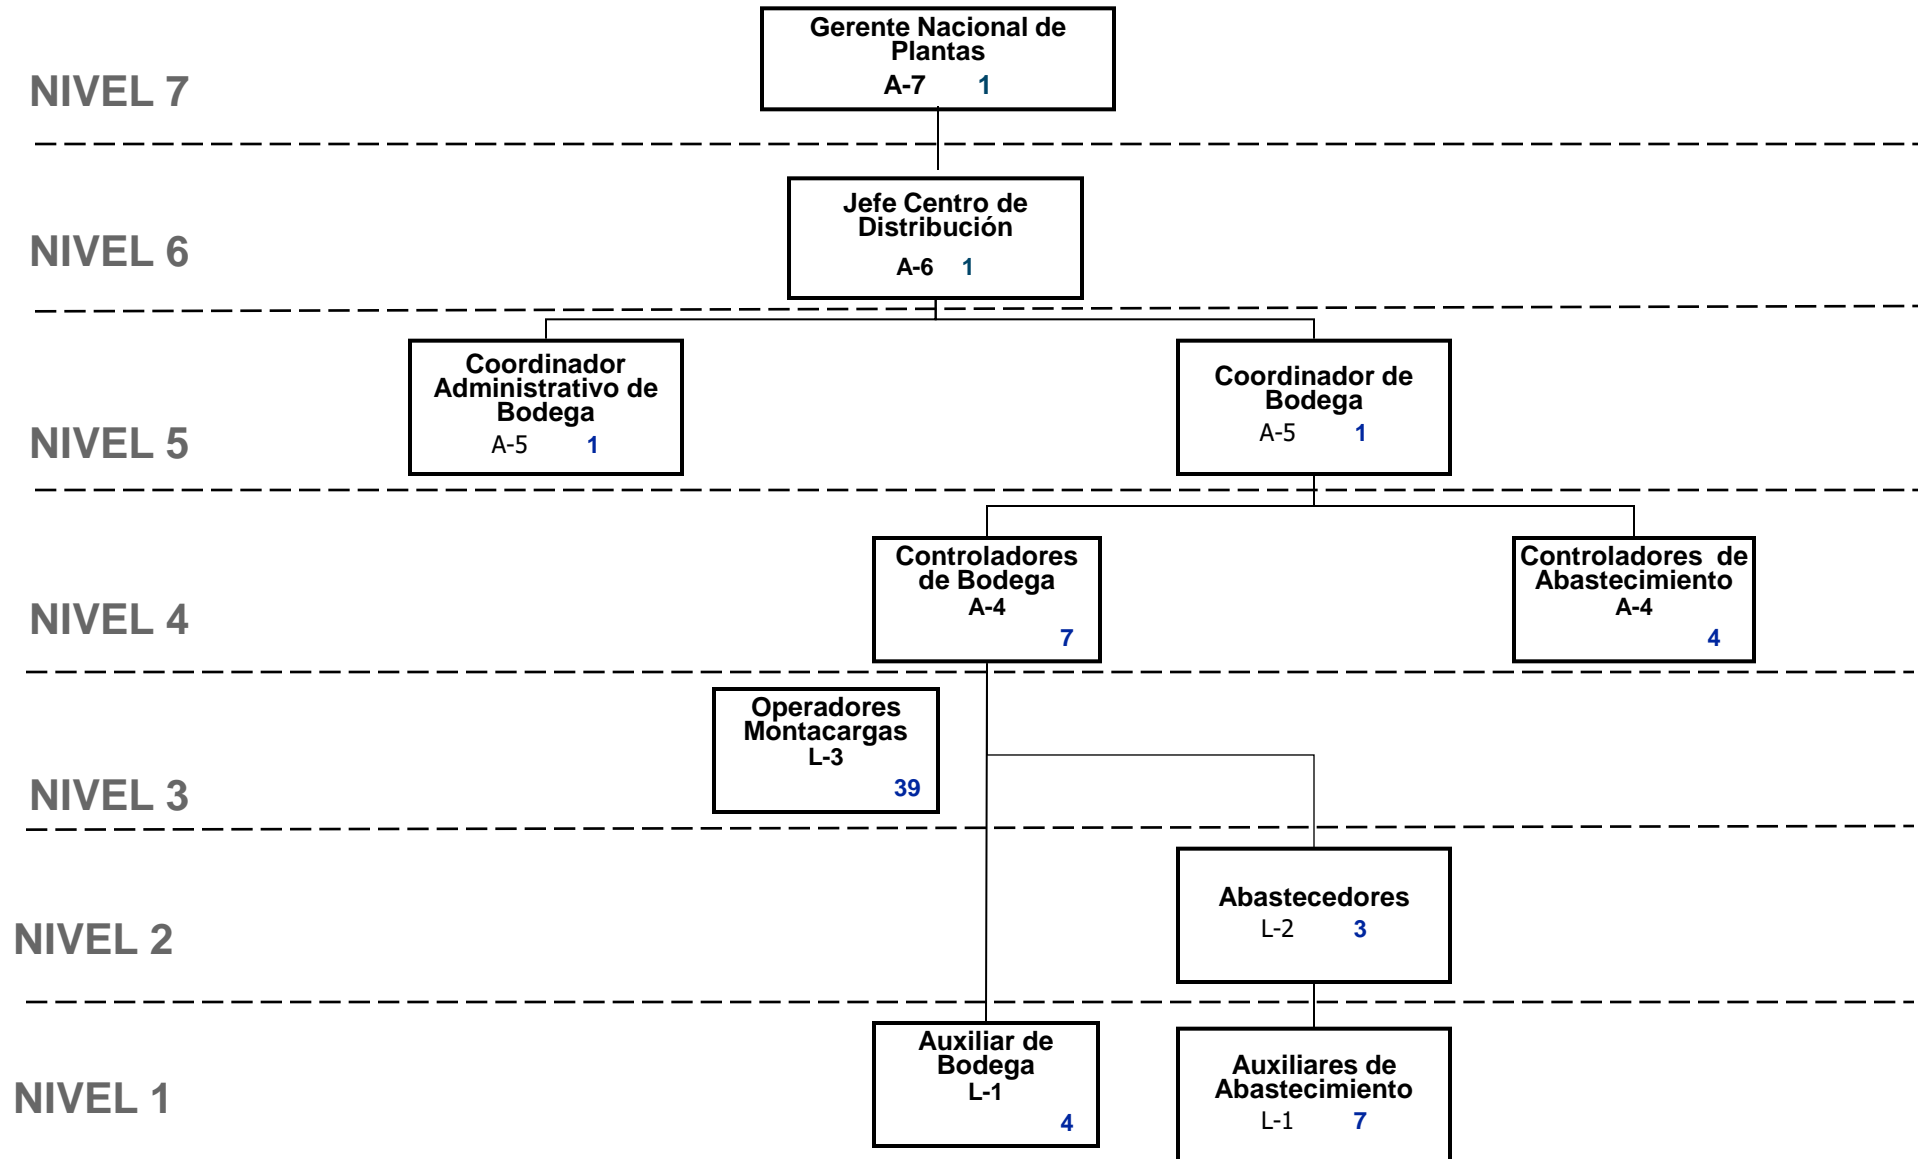 Gerente Nacional de
Plantas
A-7 1
NIVEL 7
Jefe Centro de
Distribución
A-6 1
NIVEL 6
Coordinador
Administrativo de
Bodega
A-5 1
Coordinador de
Bodega
A-5 1
NIVEL 5
Controladores
de Bodega
A-4
7
Controladores de
Abastecimiento
A-4
4
NIVEL 4
Operadores
Montacargas
L-3
39
NIVEL 3
Abastecedores
L-2 3
NIVEL 2
Auxiliar de
Bodega
L-1
4
Auxiliares de
Abastecimiento
L-1 7
NIVEL 1